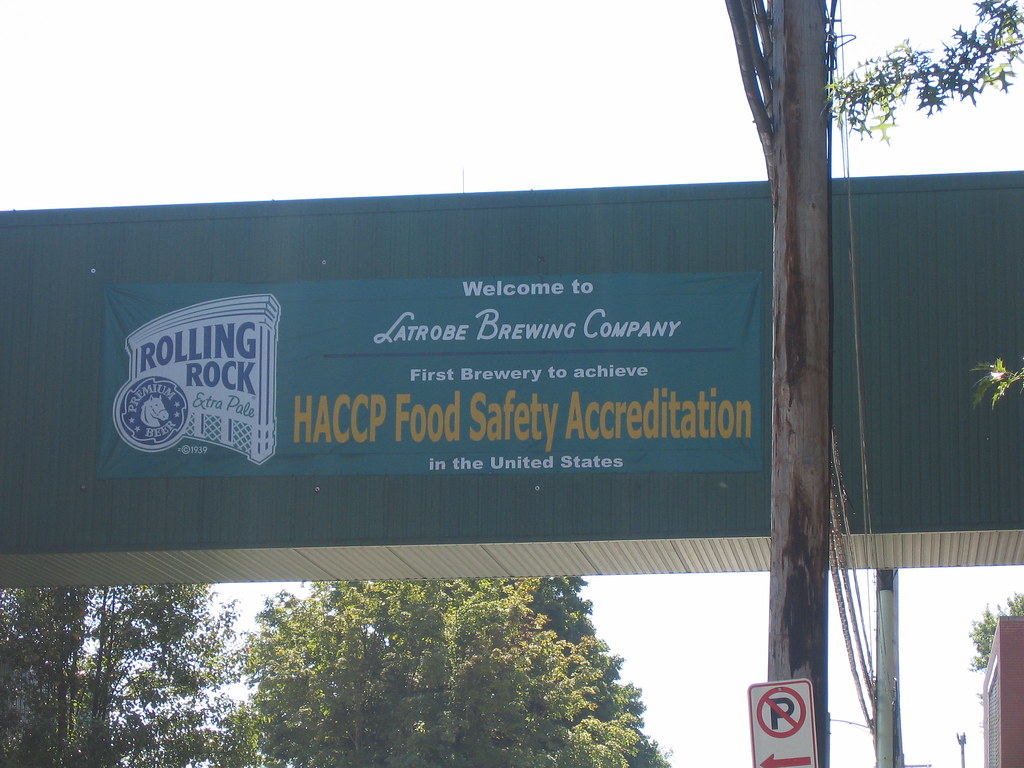 Welcome to
LATROBE BREWING COMPANY
First Brewery to achieve
HACCP Food Safety Accreditation
in the United States
ROLLING
ROCK
Extra Pale
PREMIUM
BEER
©1939
P